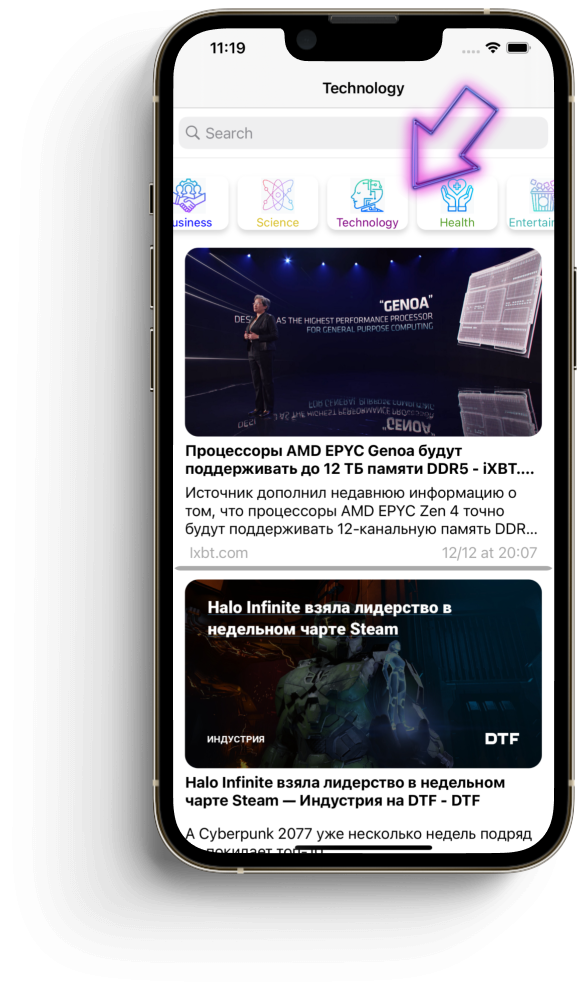 11:19
Technology
Search
usiness
Science
Technology
Health
Entertain
"GENOA"
AS THE HIGHEST PERFORMANCE PROCESSOR
FOR GENERAL PURPOSE COMPUTING
Процессоры AMD EPYC Genoa будут
поддерживать до 12 ТБ памяти DDR5 - iXBT....
Источник дополнил недавнюю информацию о
том, что процессоры AMD EPYC Zen 4 точно
будут поддерживать 12-канальную память DDR...
Ixbt.com
12/12 at 20:07
Halo Infinite взяла лидерство в
недельном чарте Steam
ИНДУСТРИЯ
DTF
Halo Infinite взяла лидерство в недельном
чарте Steam — Индустрия на DTF - DTF
А Cyberpunk 2077 уже несколько недель подряд
покидает топ-10